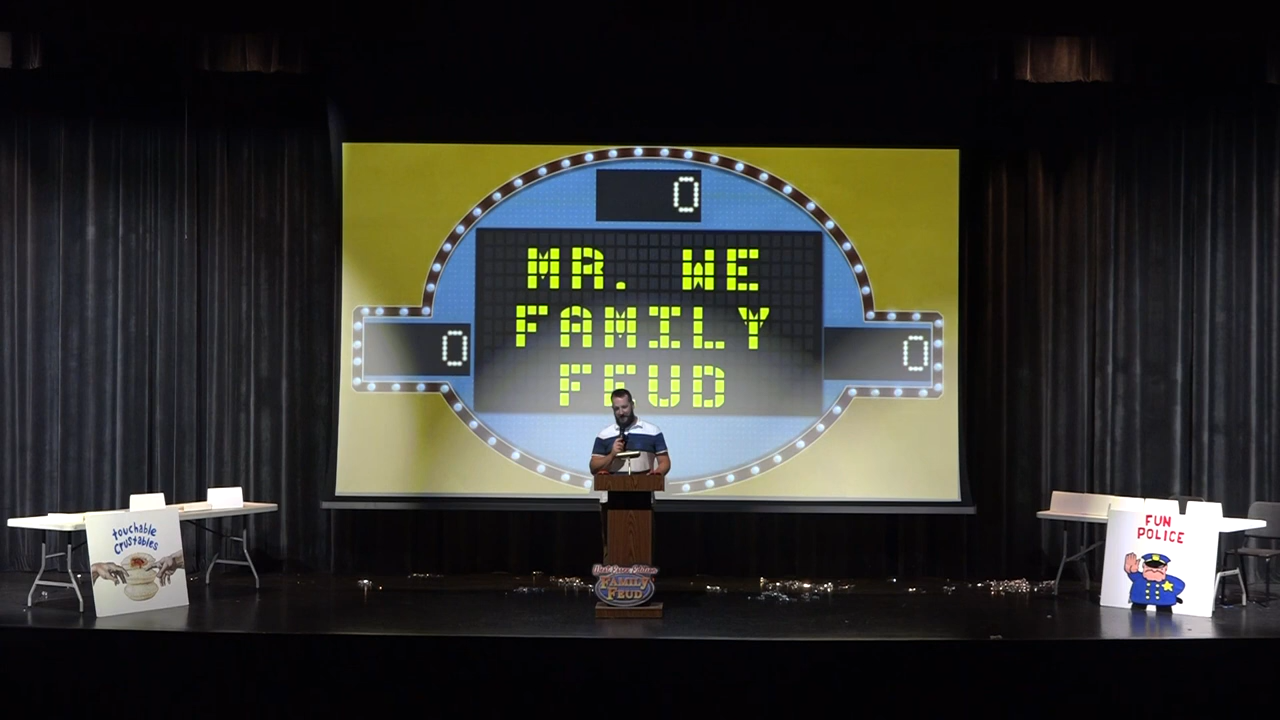 0
MR. WE
FAMILY
FEUD
0
0
touchable
Crustables
FUN
POLICE
FAMILY
FEUD